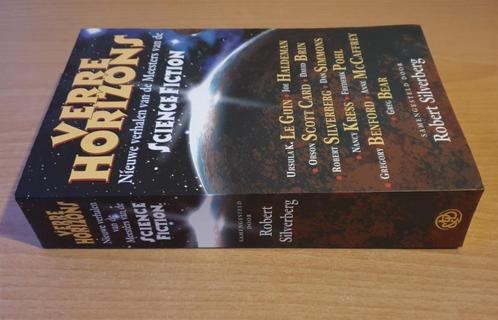 VERRE
HORIZONS
Nieuwe verhalen van de Meesters van de
SCIENCE FICTION
URSULA K. LE GUIN • JOE HALDEMAN
ORSON SCOTT CARD • DAVID BRIN
ROBERT SILVERBERG • DAN SIMMONS
NANCY KRESS • FREDERIK POHL
GREGORY BENFORD • ANNE MCCAFFREY
GREG BEAR
SAMENGESTELD DOOR
Robert Silverberg
VERRE
HORIZONS
Nieuwe verhalen
van de
Meesters van de
SCIENCE
FICTION
SAMENGESTELD
DOOR
Robert
Silverberg